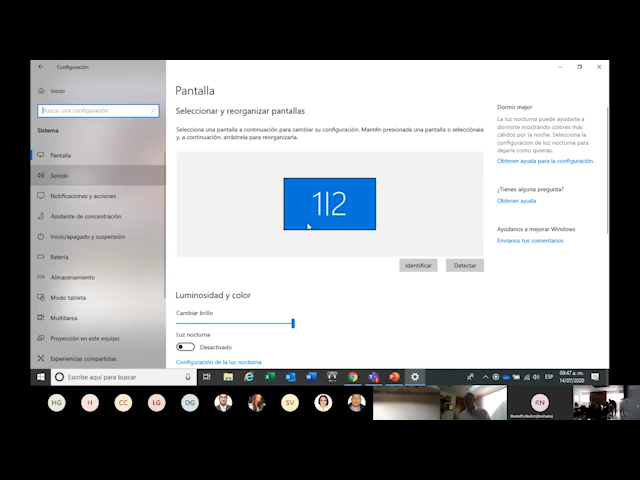 Configuración
Inicio
Buscar una configuración
Sistema
Pantalla
Sonido
Notificaciones y acciones
Asistente de concentración
Inicio/apagado y suspensión
Batería
Almacenamiento
Modo tableta
Multitarea
Proyección en este equipo
Experiencias compartidas
Pantalla
Seleccionar y reorganizar pantallas
Selecciona una pantalla a continuación para cambiar su configuración. Mantén presionada una pantalla o selecciónala
y, a continuación, arrástrela para reorganizarla.
1|2
Identificar
Detectar
Luminosidad y color
Cambiar brillo
Luz nocturna
Desactivado
Configuración de la luz nocturna
Dormir mejor
La luz nocturna puede ayudarte a
dormirte mostrando colores más
cálidos por la noche. Selecciona la
configuración de luz nocturna para
dejarla como quieras.
Obtener ayuda para la configuración
¿Tienes alguna pregunta?
Obtener ayuda
Ayúdanos a mejorar Windows
Envíanos tus comentarios
Escribe aquí para buscar
ESP
09:47 a. m.
14/07/2020
HG
H
CC
LG
DG
SV
RN